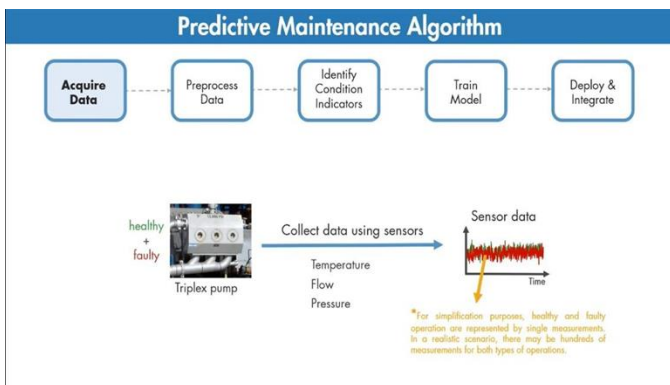 Predictive Maintenance Algorithm
Acquire
Data
Preprocess
Data
Identify
Condition
Indicators
Train
Model
Deploy &
Integrate
healthy
+
faulty
Triplex pump
Collect data using sensors
Temperature
Flow
Pressure
Sensor data
Time
*For simplification purposes, healthy and faulty
operation are represented by single measurements.
In a realistic scenario, there may be hundreds of
measurements for both types of operations.